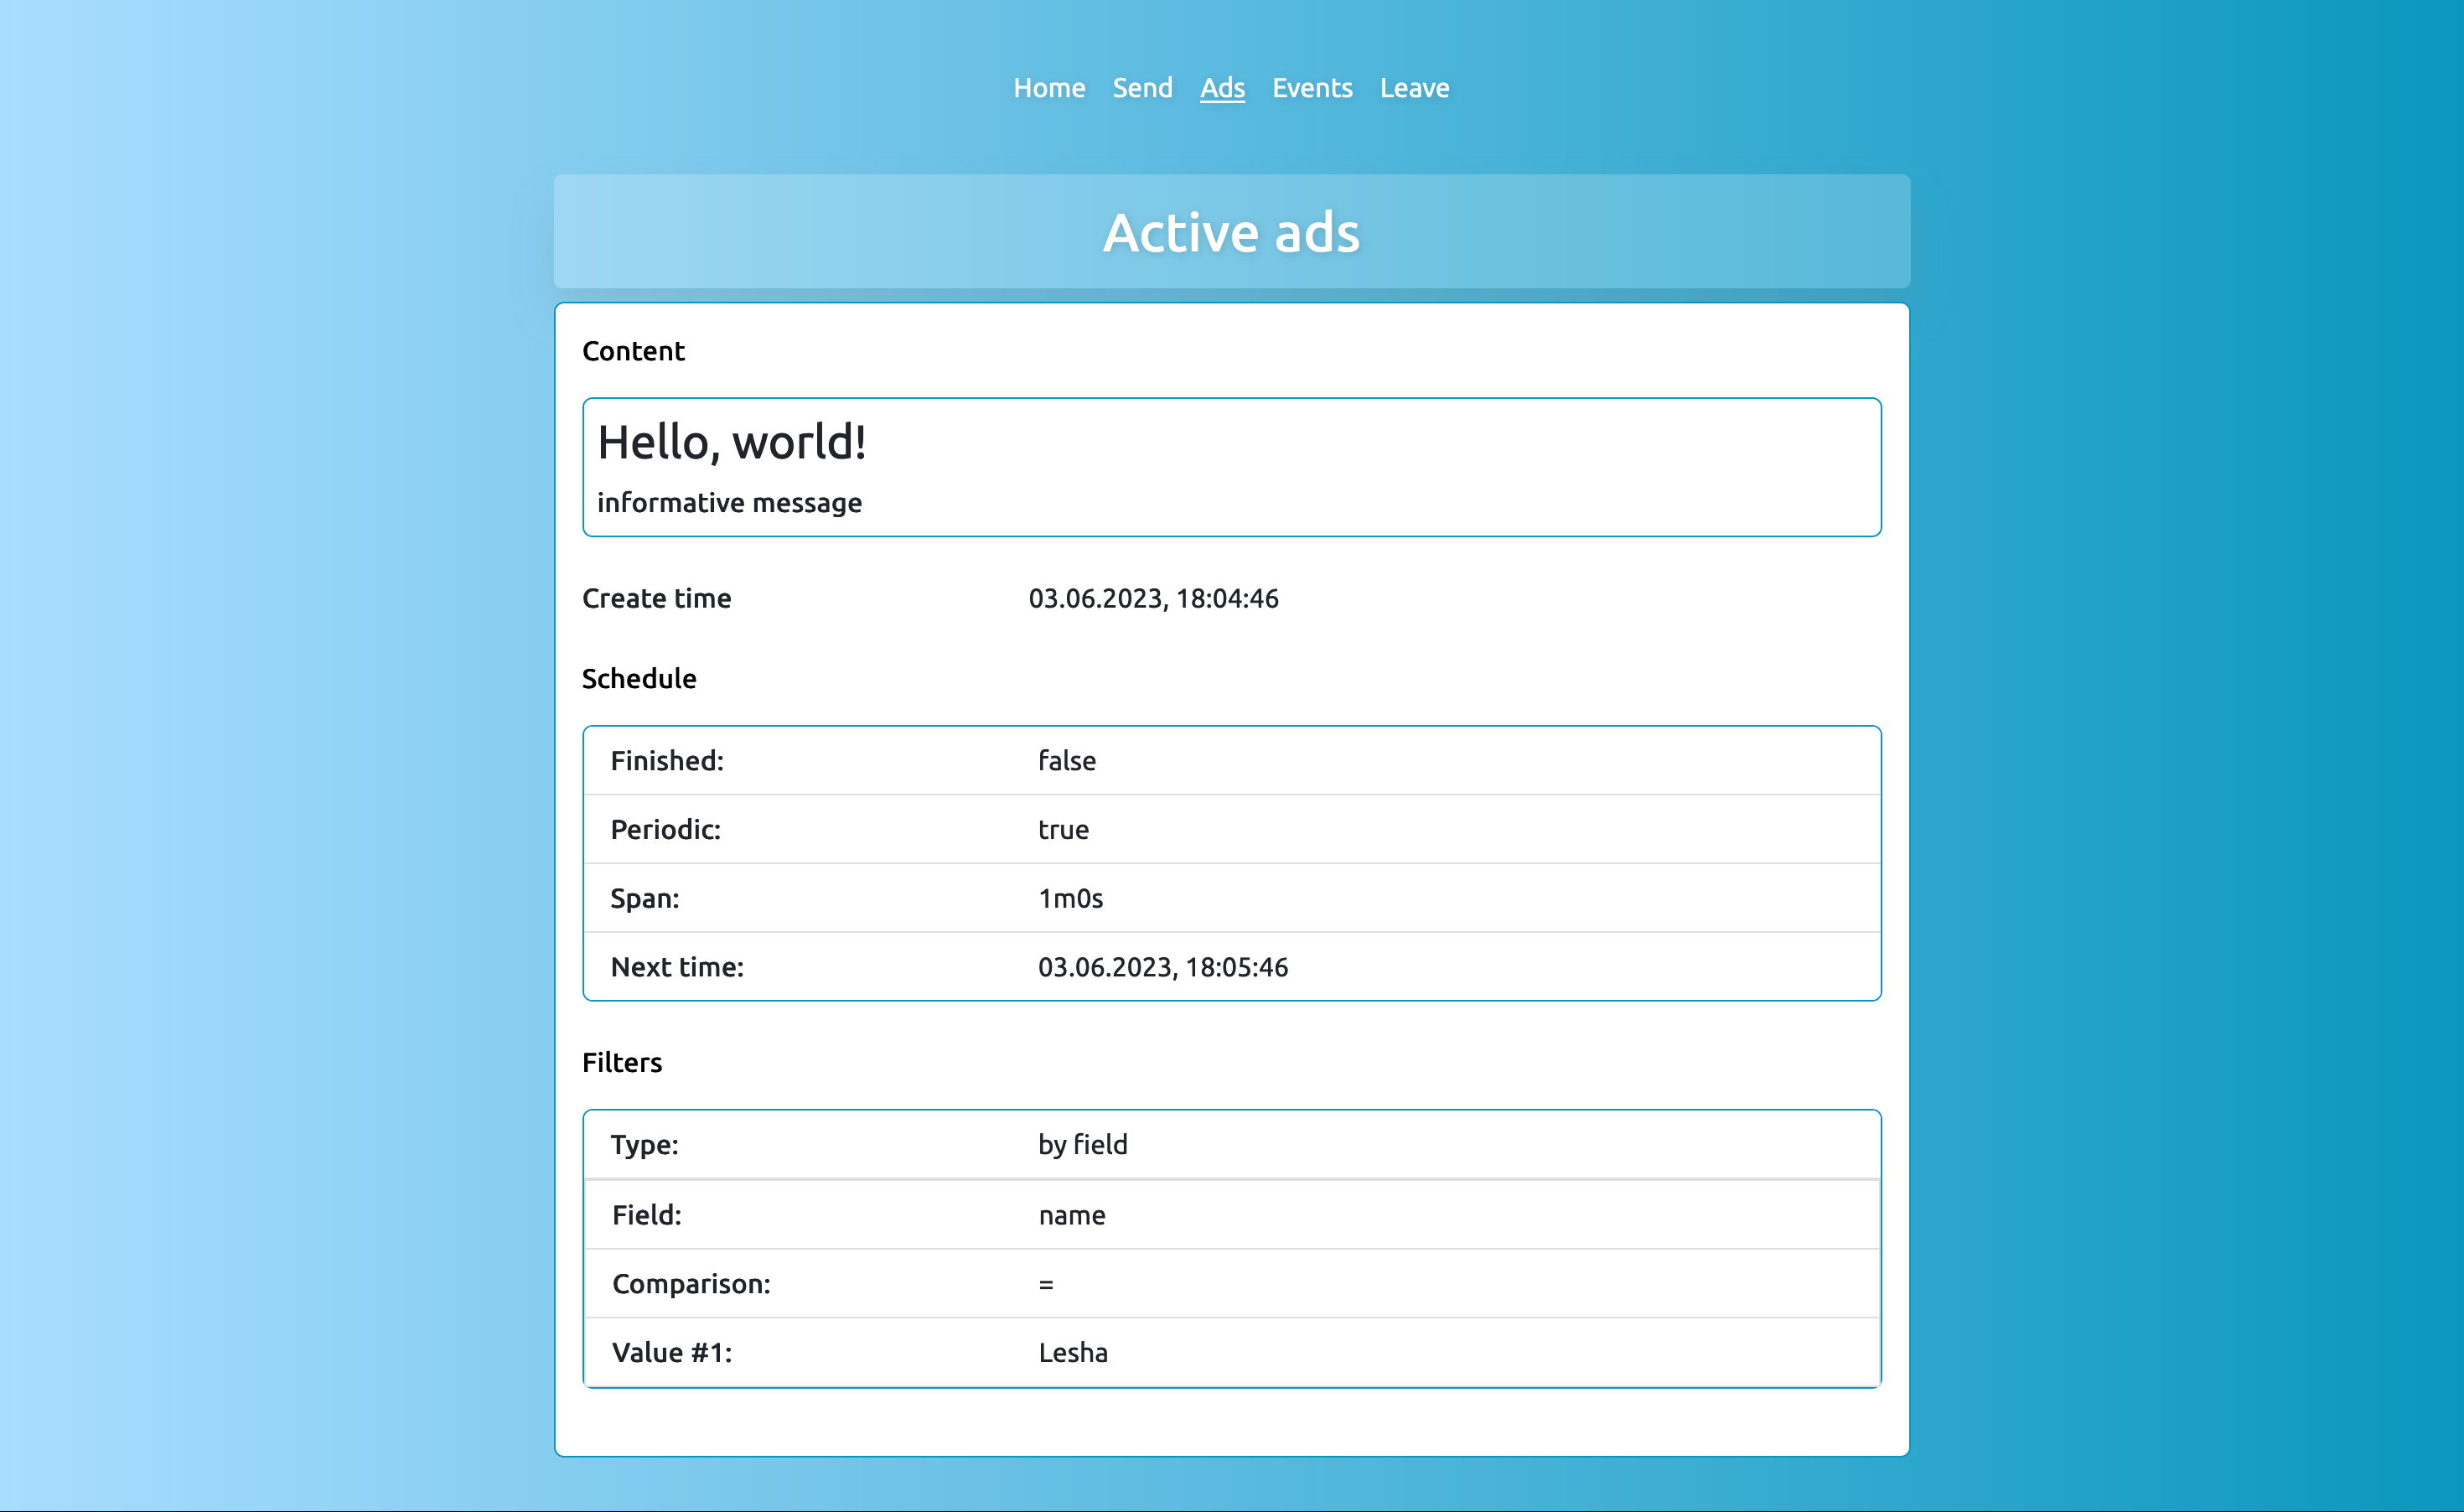 Home Send Ads Events Leave
Active ads
Content
Hello, world!
informative message
Create time 03.06.2023, 18:04:46
Schedule
Finished: false
Periodic: true
Span: 1m0s
Next time: 03.06.2023, 18:05:46
Filters
Type: by field
Field: name
Comparison: =
Value #1: Lesha